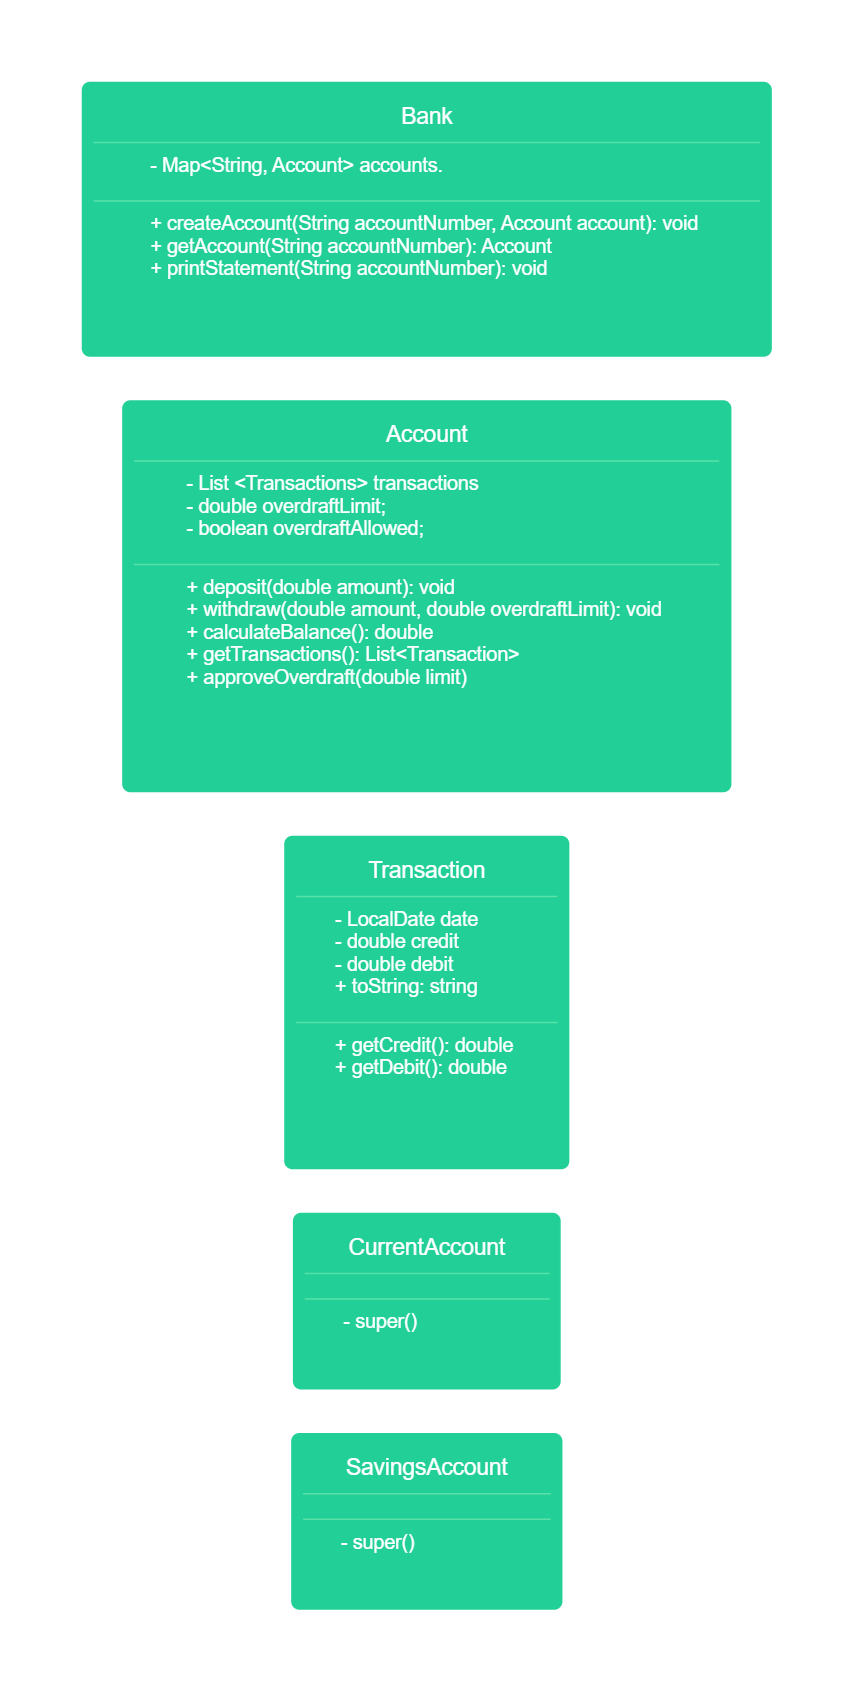 Bank
- Map<String, Account> accounts.
+ createAccount(String accountNumber, Account account): void
+ getAccount(String accountNumber): Account
+ printStatement(String accountNumber): void
Account
- List <Transactions> transactions
- double overdraftLimit;
- boolean overdraftAllowed;
+ deposit(double amount): void
+ withdraw(double amount, double overdraftLimit): void
+ calculateBalance(): double
+ getTransactions(): List<Transaction>
+ approveOverdraft(double limit)
Transaction
- LocalDate date
- double credit
- double debit
+ toString: string
+ getCredit(): double
+ getDebit(): double
CurrentAccount
- super()
SavingsAccount
- super()